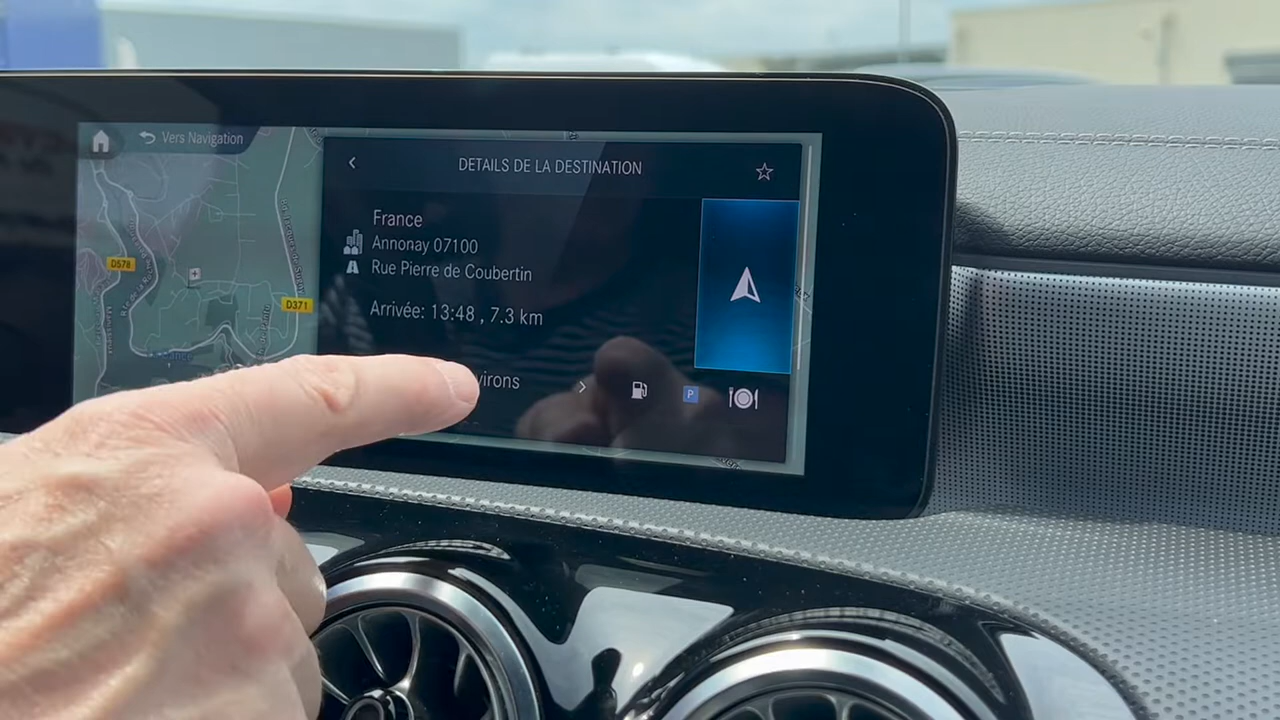 Vers Navigation
DETAILS DE LA DESTINATION
France
Annonay 07100
Rue Pierre de Coubertin
Arrivée: 13:48 , 7.3 km
virons
P
D578
D371